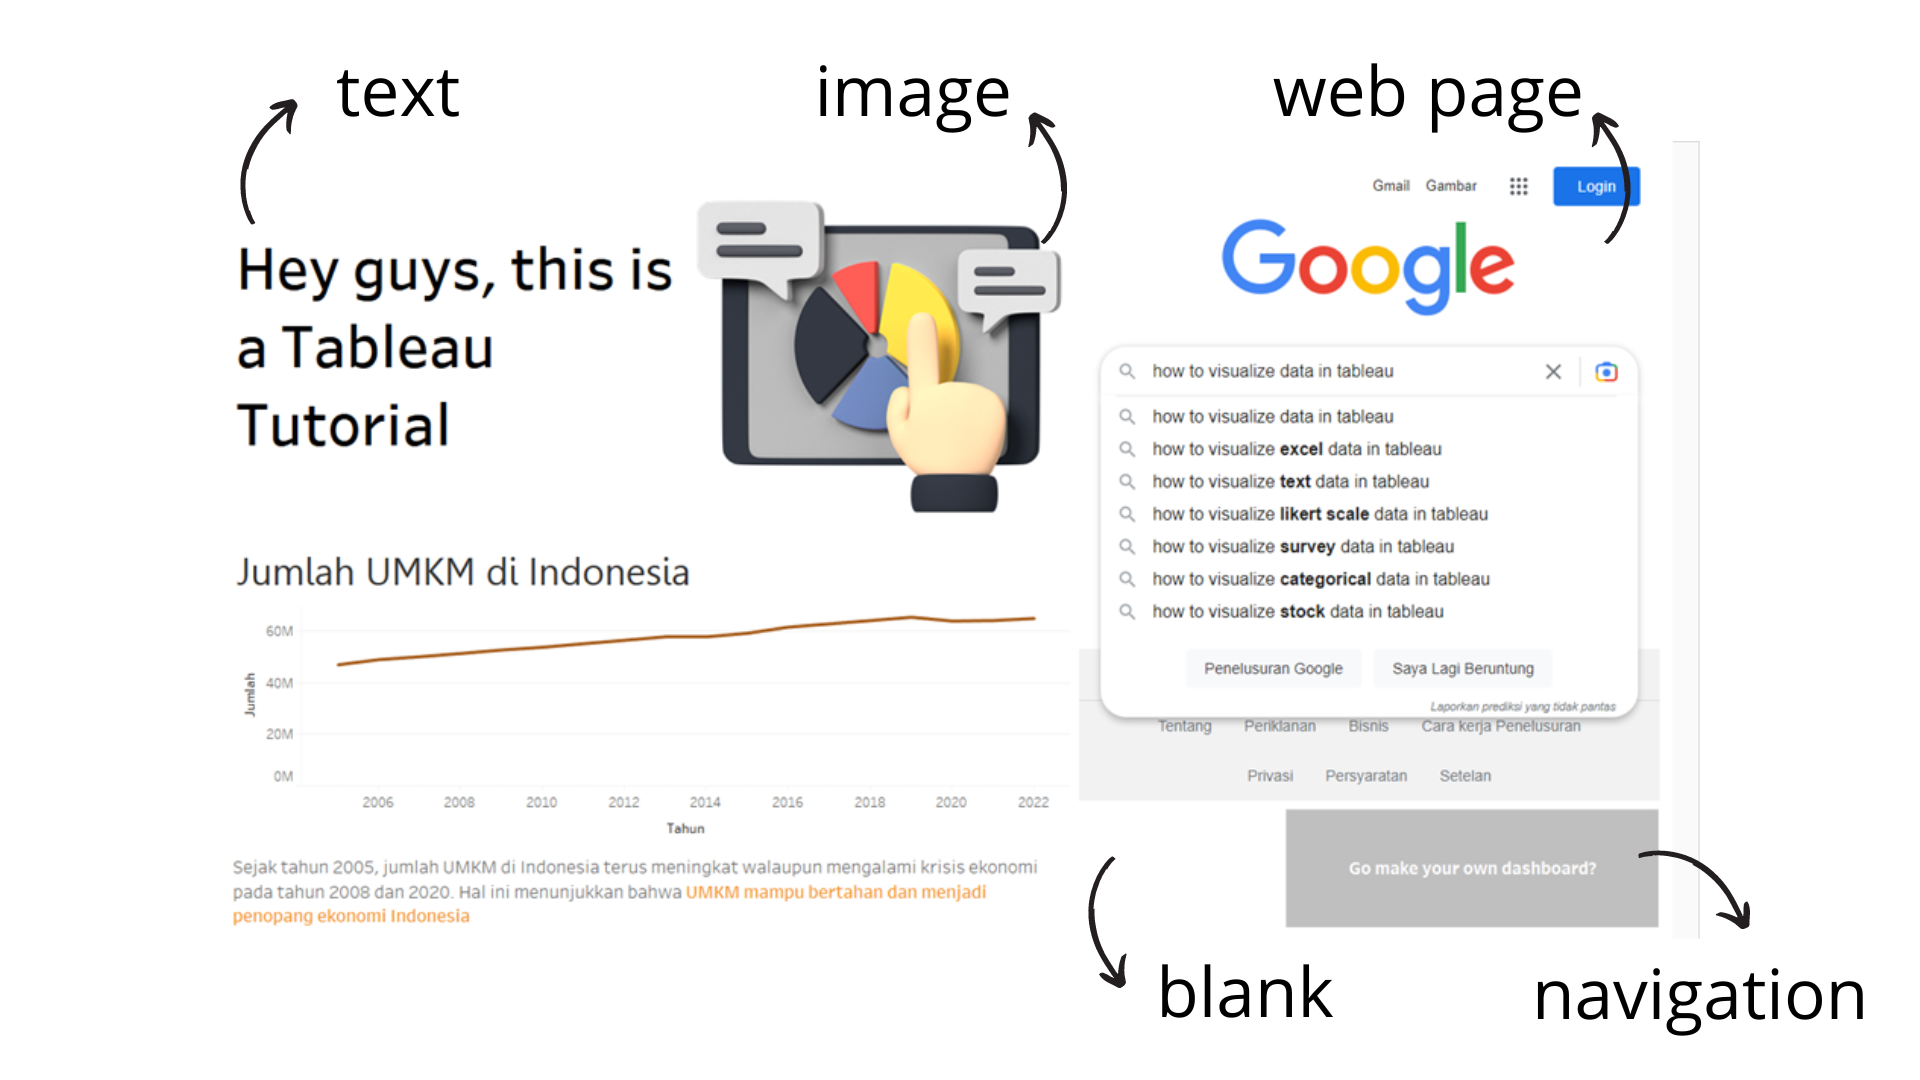 text
image
web page
Hey guys, this is
a Tableau
Tutorial
Gmail Gambar Login
Google
how to visualize data in tableau
how to visualize data in tableau
how to visualize excel data in tableau
how to visualize text data in tableau
how to visualize likert scale data in tableau
how to visualize survey data in tableau
how to visualize categorical data in tableau
how to visualize stock data in tableau
Penelusuran Google Saya Lagi Beruntung
Laporkan prediksi yang tidak pantas
Tentang Periklanan Bisnis Cara kerja Penelusuran
Privasi Persyaratan Setelan
Jumlah UMKM di Indonesia
Jumlah
60M
40M
20M
0M
2006 2008 2010 2012 2014 2016 2018 2020 2022
Tahun
Sejak tahun 2005, jumlah UMKM di Indonesia terus meningkat walaupun mengalami krisis ekonomi
pada tahun 2008 dan 2020. Hal ini menunjukkan bahwa UMKM mampu bertahan dan menjadi
penopang ekonomi Indonesia
Go make your own dashboard?
blank
navigation